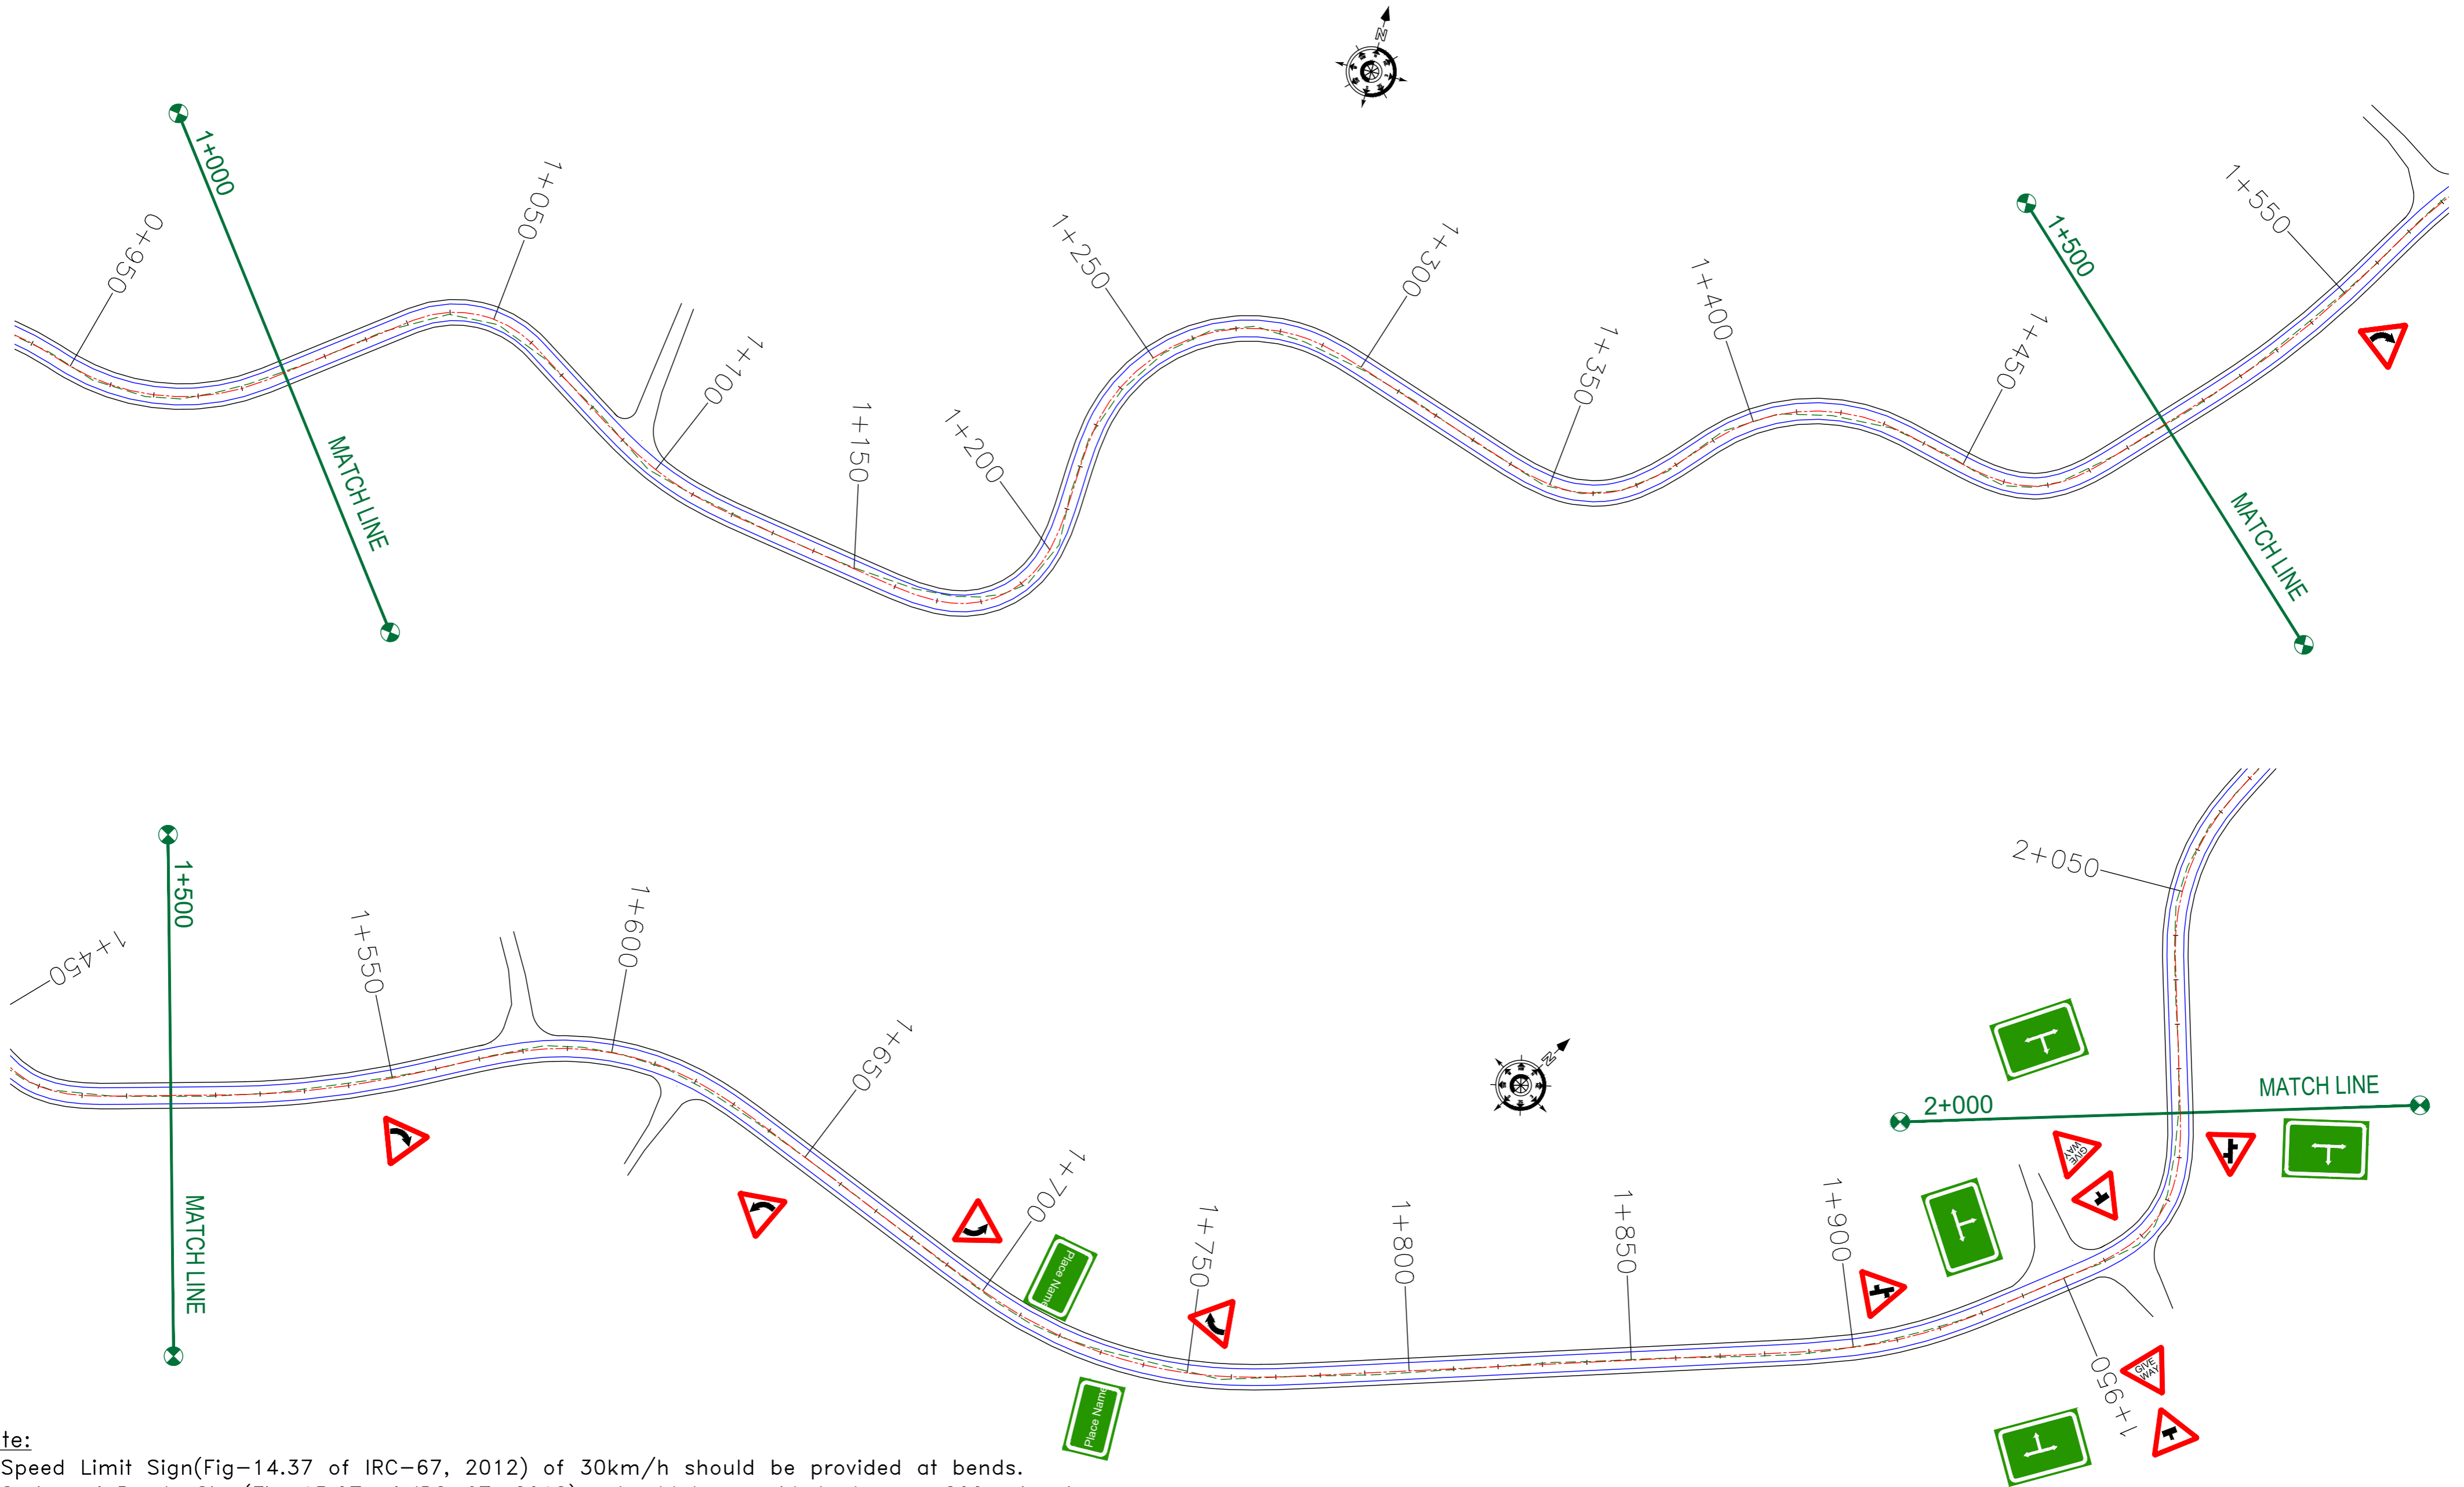 N
1+000
MATCH LINE
0+950
1+050
1+100
1+150
1+200
1+250
1+300
1+350
1+400
1+450
1+500
MATCH LINE
1+550
1+500
MATCH LINE
1+450
1+550
1+600
1+650
1+700
Place Name
Place Name
1+750
1+800
1+850
1+900
1+950
N
2+050
2+000
MATCH LINE
GIVE
WAY
GIVE
WAY
te:
Speed Limit Sign(Fig-14.37 of IRC-67, 2012) of 30km/h should be provided at bends.